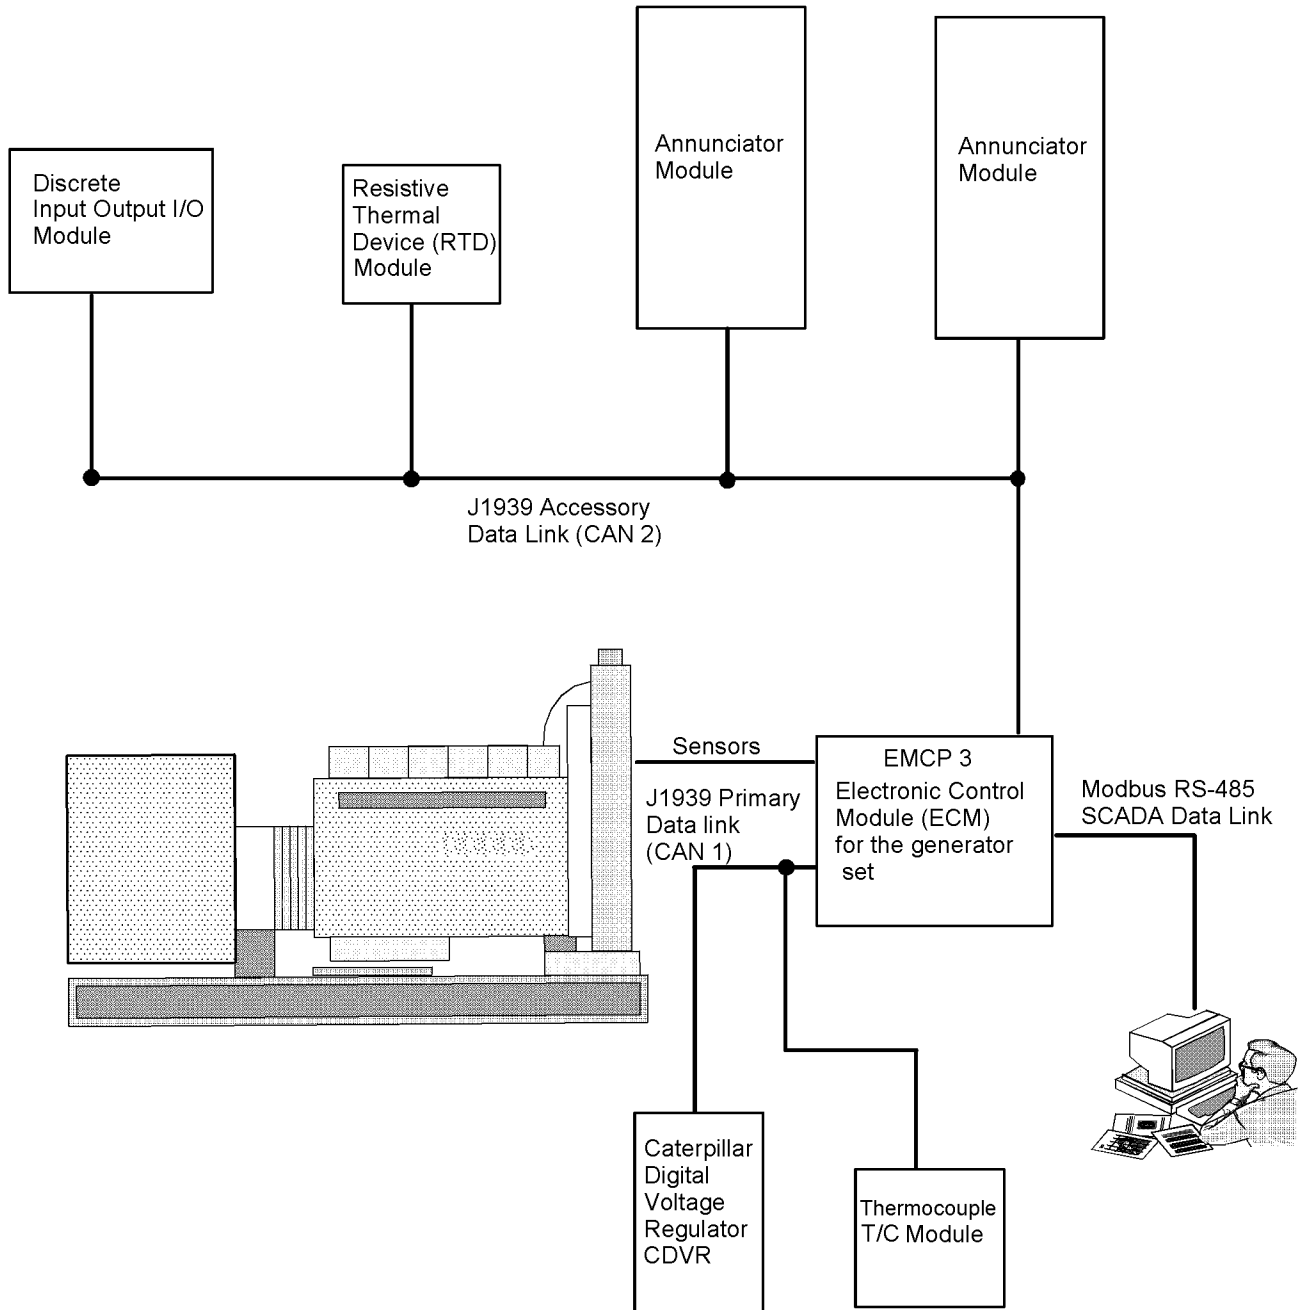 Annunciator
Module
Annunciator
Module
Discrete
Input Output I/O
Module
Resistive
Thermal
Device (RTD)
Module
J1939 Accessory
Data Link (CAN 2)
Sensors
J1939 Primary
Data link
(CAN 1)
EMCP 3
Electronic Control
Module (ECM)
for the generator
set
Modbus RS-485
SCADA Data Link
Caterpillar
Digital
Voltage
Regulator
CDVR
Thermocouple
T/C Module